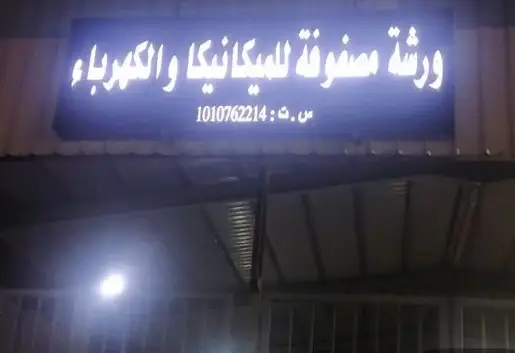 ورشة مصفوفة للميكانيكا والكهرباء
س.ت : 1010762214